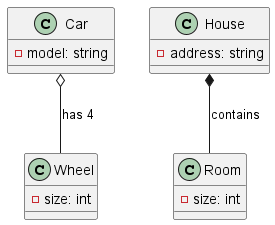 C Car
model: string
C House
address: string
has 4
contains
C Wheel
size: int
C Room
size: int